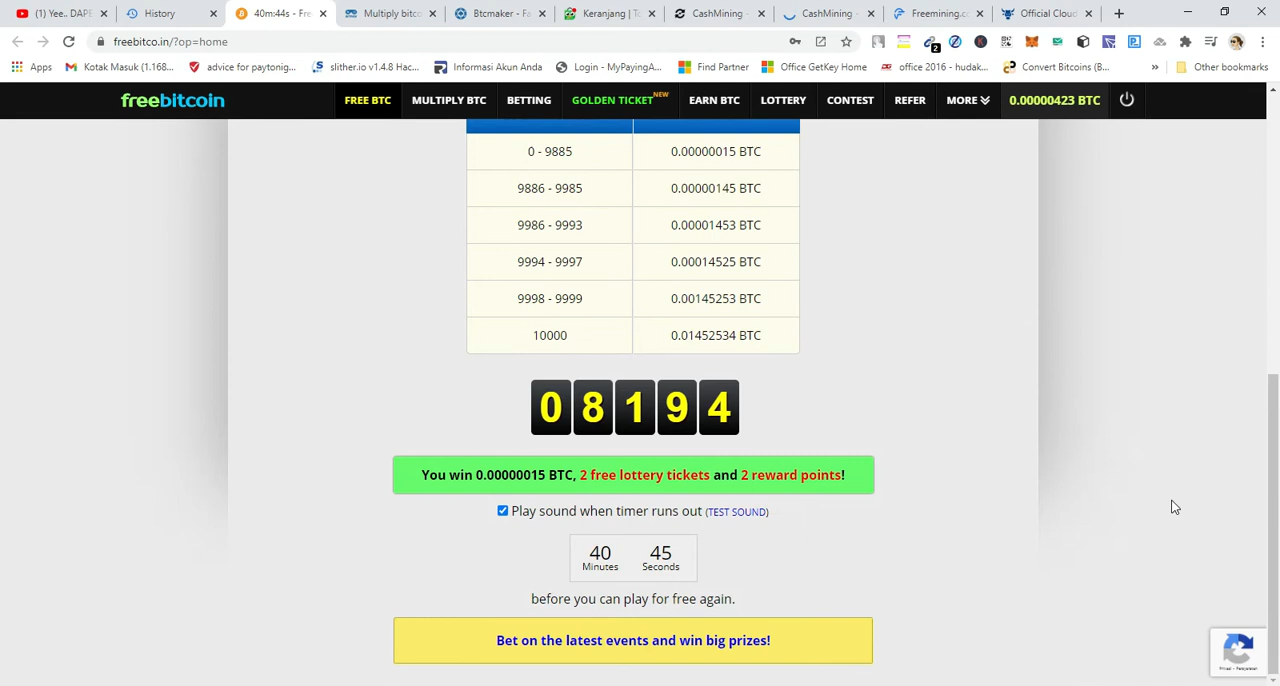 (1) Yee.. DAPE
History
40m:44s - Fre
Multiply bitco
Btcmaker - Fa
Keranjang | To
CashMining -
CashMining -
Freemining.co
Official Cloud
freebitco.in/?op=home
2
Apps
Kotak Masuk (1.168...
advice for paytonig...
slither.io v1.4.8 Hac...
Informasi Akun Anda
Login - MyPayingA...
Find Partner
Office GetKey Home
office 2016 - hudak...
Convert Bitcoins (B...
»
Other bookmarks
freebitcoin
FREE BTC
MULTIPLY BTC
BETTING
GOLDEN TICKET NEW
EARN BTC
LOTTERY
CONTEST
REFER
MORE
0.00000423 BTC
0 - 9885 0.00000015 BTC
9886 - 9985 0.00000145 BTC
9986 - 9993 0.00001453 BTC
9994 - 9997 0.00014525 BTC
9998 - 9999 0.00145253 BTC
10000 0.01452534 BTC
0 8 1 9 4
You win 0.00000015 BTC, 2 free lottery tickets and 2 reward points!
Play sound when timer runs out (TEST SOUND)
40 45
Minutes Seconds
before you can play for free again.
Bet on the latest events and win big prizes!